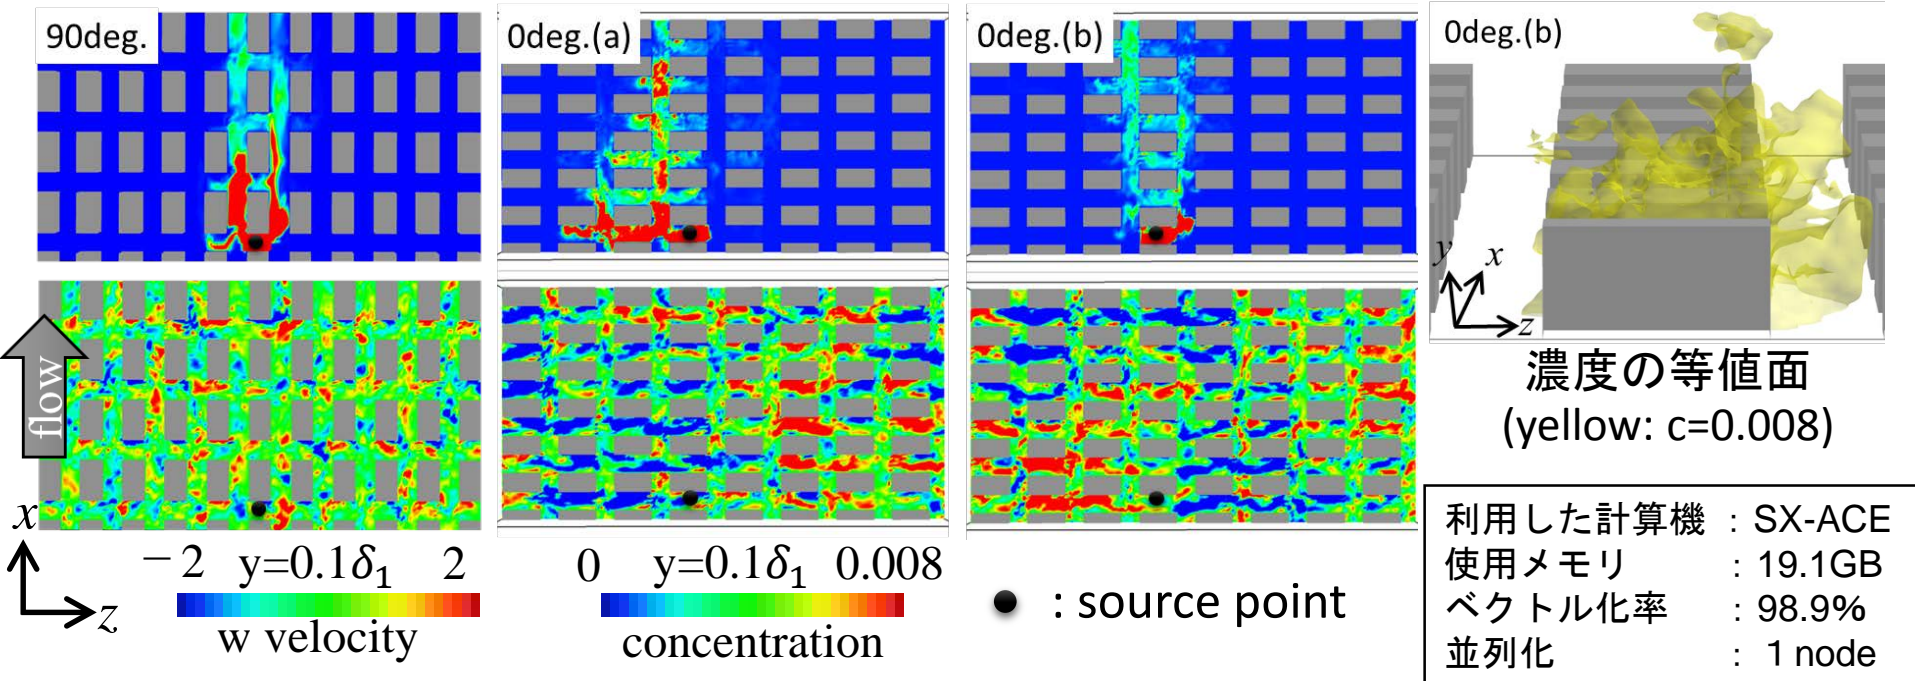 90deg.
0deg.(a)
0deg.(b)
0deg.(b)
y
x
z
濃度の等値面
(yellow: c=0.008)
flow
x
z
−2 y=0.1δ₁ 2
w velocity
0 y=0.1δ₁ 0.008
concentration
: source point
利用した計算機 : SX-ACE
使用メモリ : 19.1GB
ベクトル化率 : 98.9%
並列化 : 1 node